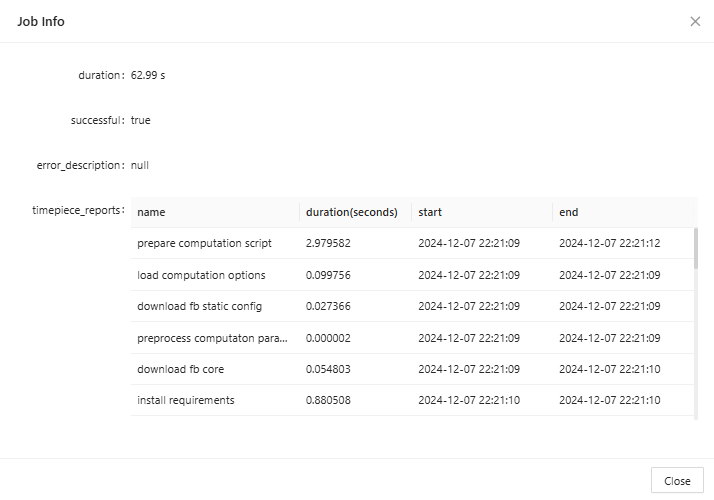 Job Info
duration: 62.99 s
successful: true
error_description: null
timepiece_reports:
name duration(seconds) start end
prepare computation script 2.979582 2024-12-07 22:21:09 2024-12-07 22:21:12
load computation options 0.099756 2024-12-07 22:21:09 2024-12-07 22:21:09
download fb static config 0.027366 2024-12-07 22:21:09 2024-12-07 22:21:09
preprocess computaton para... 0.000002 2024-12-07 22:21:09 2024-12-07 22:21:09
download fb core 0.054803 2024-12-07 22:21:09 2024-12-07 22:21:10
install requirements 0.880508 2024-12-07 22:21:10 2024-12-07 22:21:10
Close